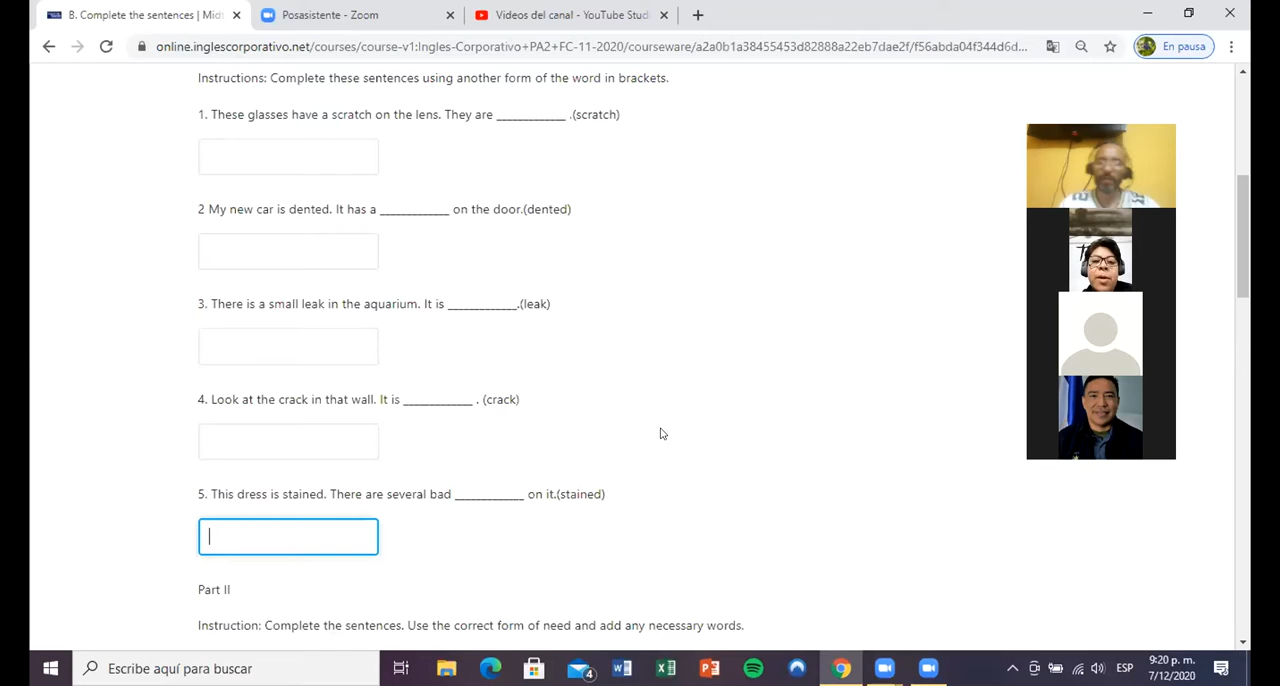 B. Complete the sentences | Mid
Posasistente - Zoom
Videos del canal - YouTube Stud
online.inglescorporativo.net/courses/course-v1:Ingles-Corporativo+PA2+FC-11-2020/courseware/a2a0b1a38455453d82888a22eb7dae2f/f56abda04f344d6d...
En pausa
Instructions: Complete these sentences using another form of the word in brackets.
1. These glasses have a scratch on the lens. They are _____________ .(scratch)
2 My new car is dented. It has a _____________ on the door.(dented)
3. There is a small leak in the aquarium. It is _____________.(leak)
4. Look at the crack in that wall. It is _____________ . (crack)
5. This dress is stained. There are several bad _____________ on it.(stained)
Part II
Instruction: Complete the sentences. Use the correct form of need and add any necessary words.
Escribe aquí para buscar
4
ESP
9:20 p. m.
7/12/2020